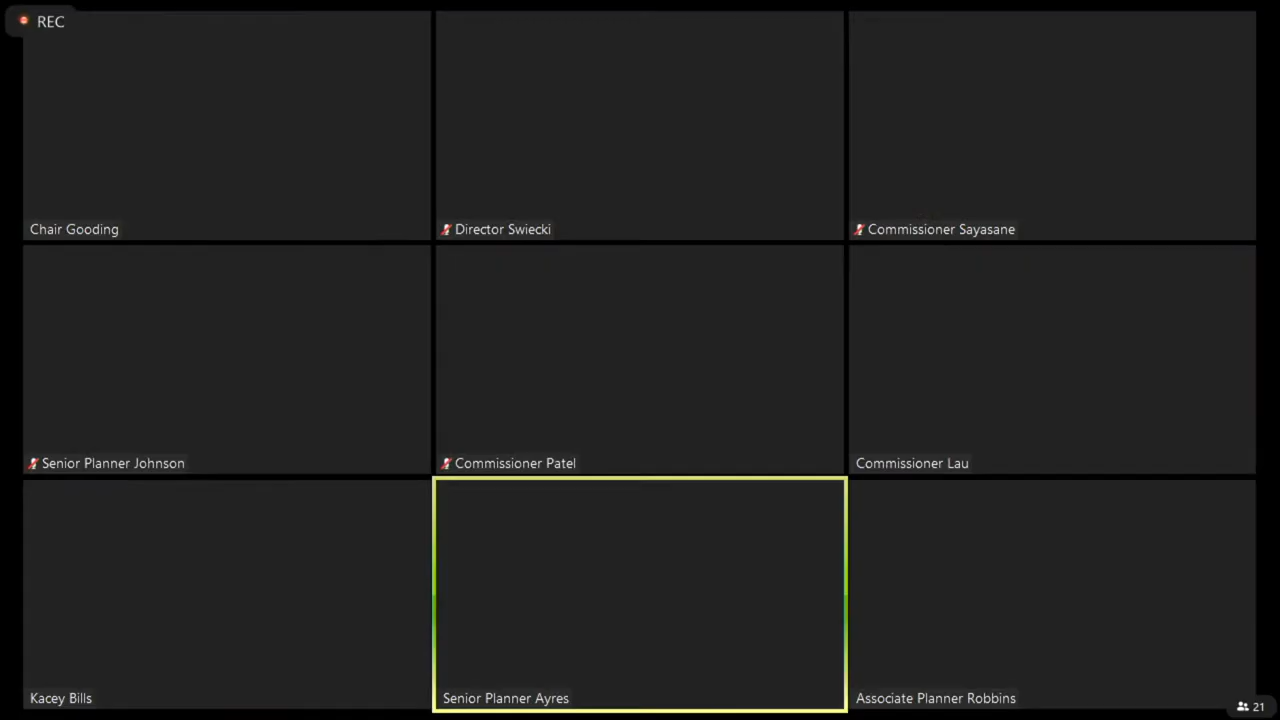 REC
Chair Gooding
Director Swiecki
Commissioner Sayasane
Senior Planner Johnson
Commissioner Patel
Commissioner Lau
Kacey Bills
Senior Planner Ayres
Associate Planner Robbins
21